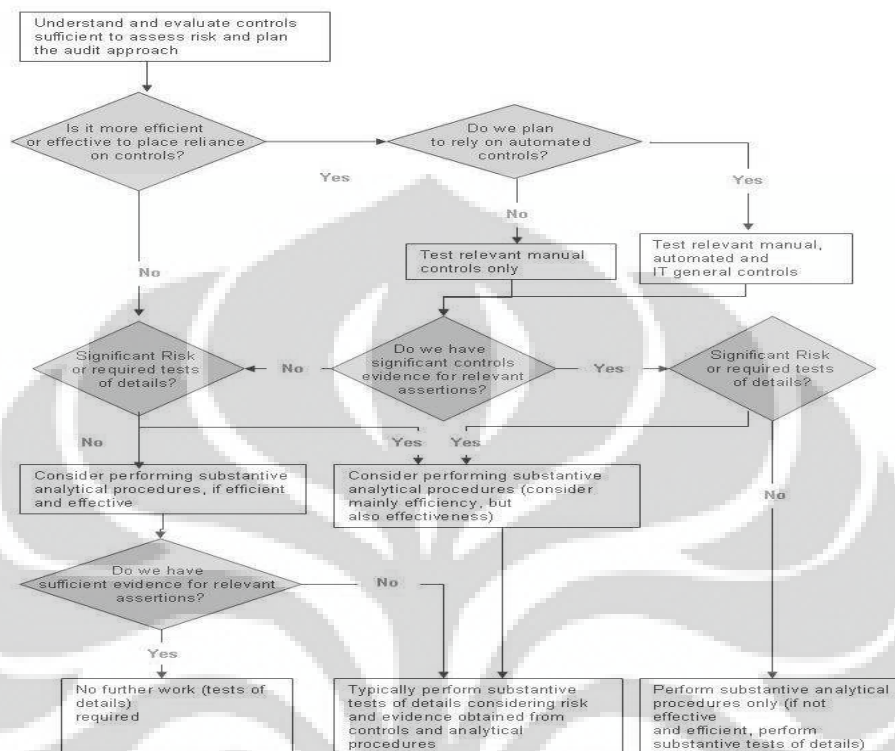 Understand and evaluate controls
sufficient to assess risk and plan
the audit approach
Is it more efficient
or effective to place reliance
on controls?
Do we plan
to rely on automated
controls?
Yes
Yes
No
No
Test relevant manual
controls only
Test relevant manual,
automated and
IT general controls
Significant Risk
or required tests
of details?
No
Do we have
significant controls
evidence for relevant
assertions?
Yes
Significant Risk
or required tests
of details?
No
Yes
Yes
No
Consider performing substantive
analytical procedures, if efficient
and effective
Consider performing substantive
analytical procedures (consider
mainly efficiency, but
also effectiveness)
Do we have
sufficient evidence for relevant
assertions?
No
Yes
No further work (tests of
details)
required
Typically perform substantive
tests of details considering risk
and evidence obtained from
controls and analytical
procedures
Perform substantive analytical
procedures only (if not
effective
and efficient, perform
substantive tests of details)